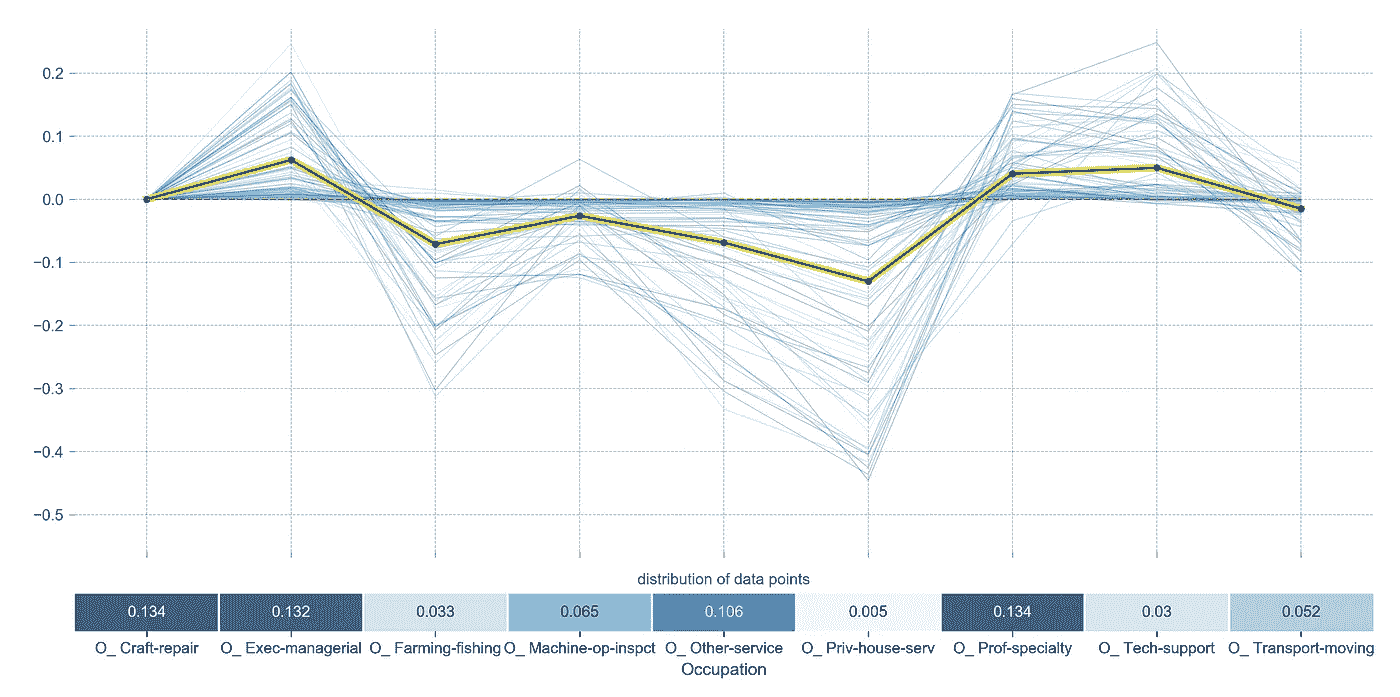 0.2
0.1
0.0
−0.1
−0.2
−0.3
−0.4
−0.5
distribution of data points
0.134 0.132 0.033 0.065 0.106 0.005 0.134 0.03 0.052
O_ Craft-repair O_ Exec-managerial O_ Farming-fishing O_ Machine-op-inspct O_ Other-service O_ Priv-house-serv O_ Prof-specialty O_ Tech-support O_ Transport-moving
Occupation